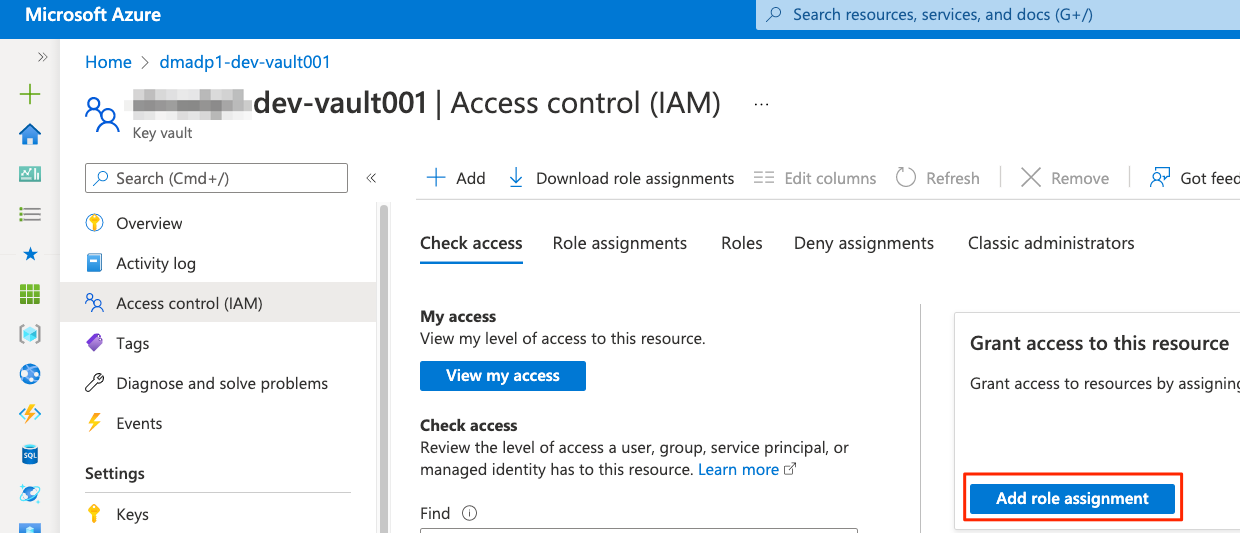 Microsoft Azure
Search resources, services, and docs (G+/)
Home > dmadp1-dev-vault001
dev-vault001 | Access control (IAM) ...
Key vault
Search (Cmd+/)
«
Add
Download role assignments
Edit columns
Refresh
Remove
Got feed
Overview
Activity log
Access control (IAM)
Tags
Diagnose and solve problems
Events
Settings
Keys
Check access
Role assignments
Roles
Deny assignments
Classic administrators
My access
View my level of access to this resource.
View my access
Check access
Review the level of access a user, group, service principal, or
managed identity has to this resource. Learn more
Find
Grant access to this resource
Grant access to resources by assigning
Add role assignment
SQL